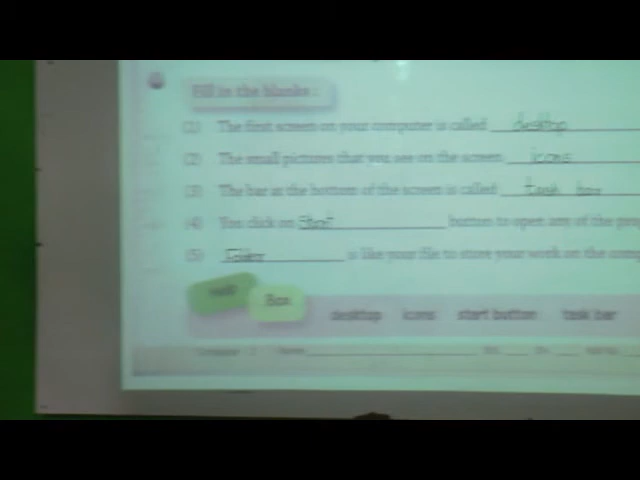 Fill in the blanks :
(1) The first screen on your computer is called desktop
(2) The small pictures that you see on the screen icons
(3) The bar at the bottom of the screen is called task bar
(4) You click on Start button to open any of the
(5) Folder is like your file to store your work on the
Box
desktop icons start button task bar